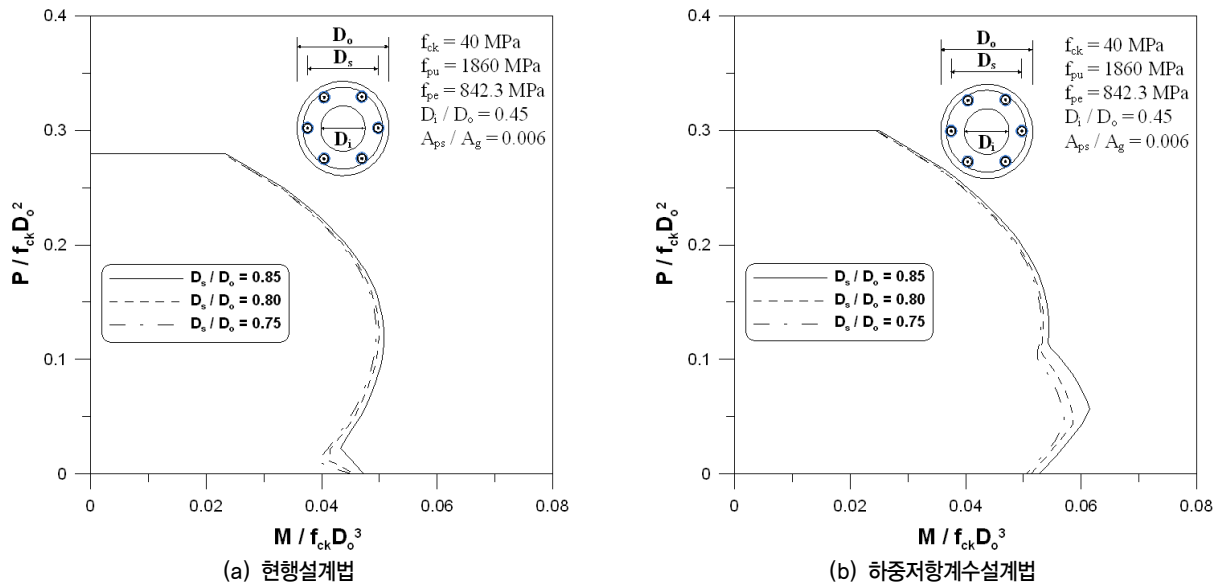 0.4
0.3
0.2
0.1
0
P / f_ck D_o^2
D_o
D_s
D_i
f_ck = 40 MPa
f_pu = 1860 MPa
f_pe = 842.3 MPa
D_i / D_o = 0.45
A_ps / A_g = 0.006
D_s / D_o = 0.85
D_s / D_o = 0.80
D_s / D_o = 0.75
0 0.02 0.04 0.06 0.08
M / f_ck D_o^3
(a) 현행설계법
0.4
0.3
0.2
0.1
0
P / f_ck D_o^2
D_o
D_s
D_i
f_ck = 40 MPa
f_pu = 1860 MPa
f_pe = 842.3 MPa
D_i / D_o = 0.45
A_ps / A_g = 0.006
D_s / D_o = 0.85
D_s / D_o = 0.80
D_s / D_o = 0.75
0 0.02 0.04 0.06 0.08
M / f_ck D_o^3
(b) 하중저항계수설계법